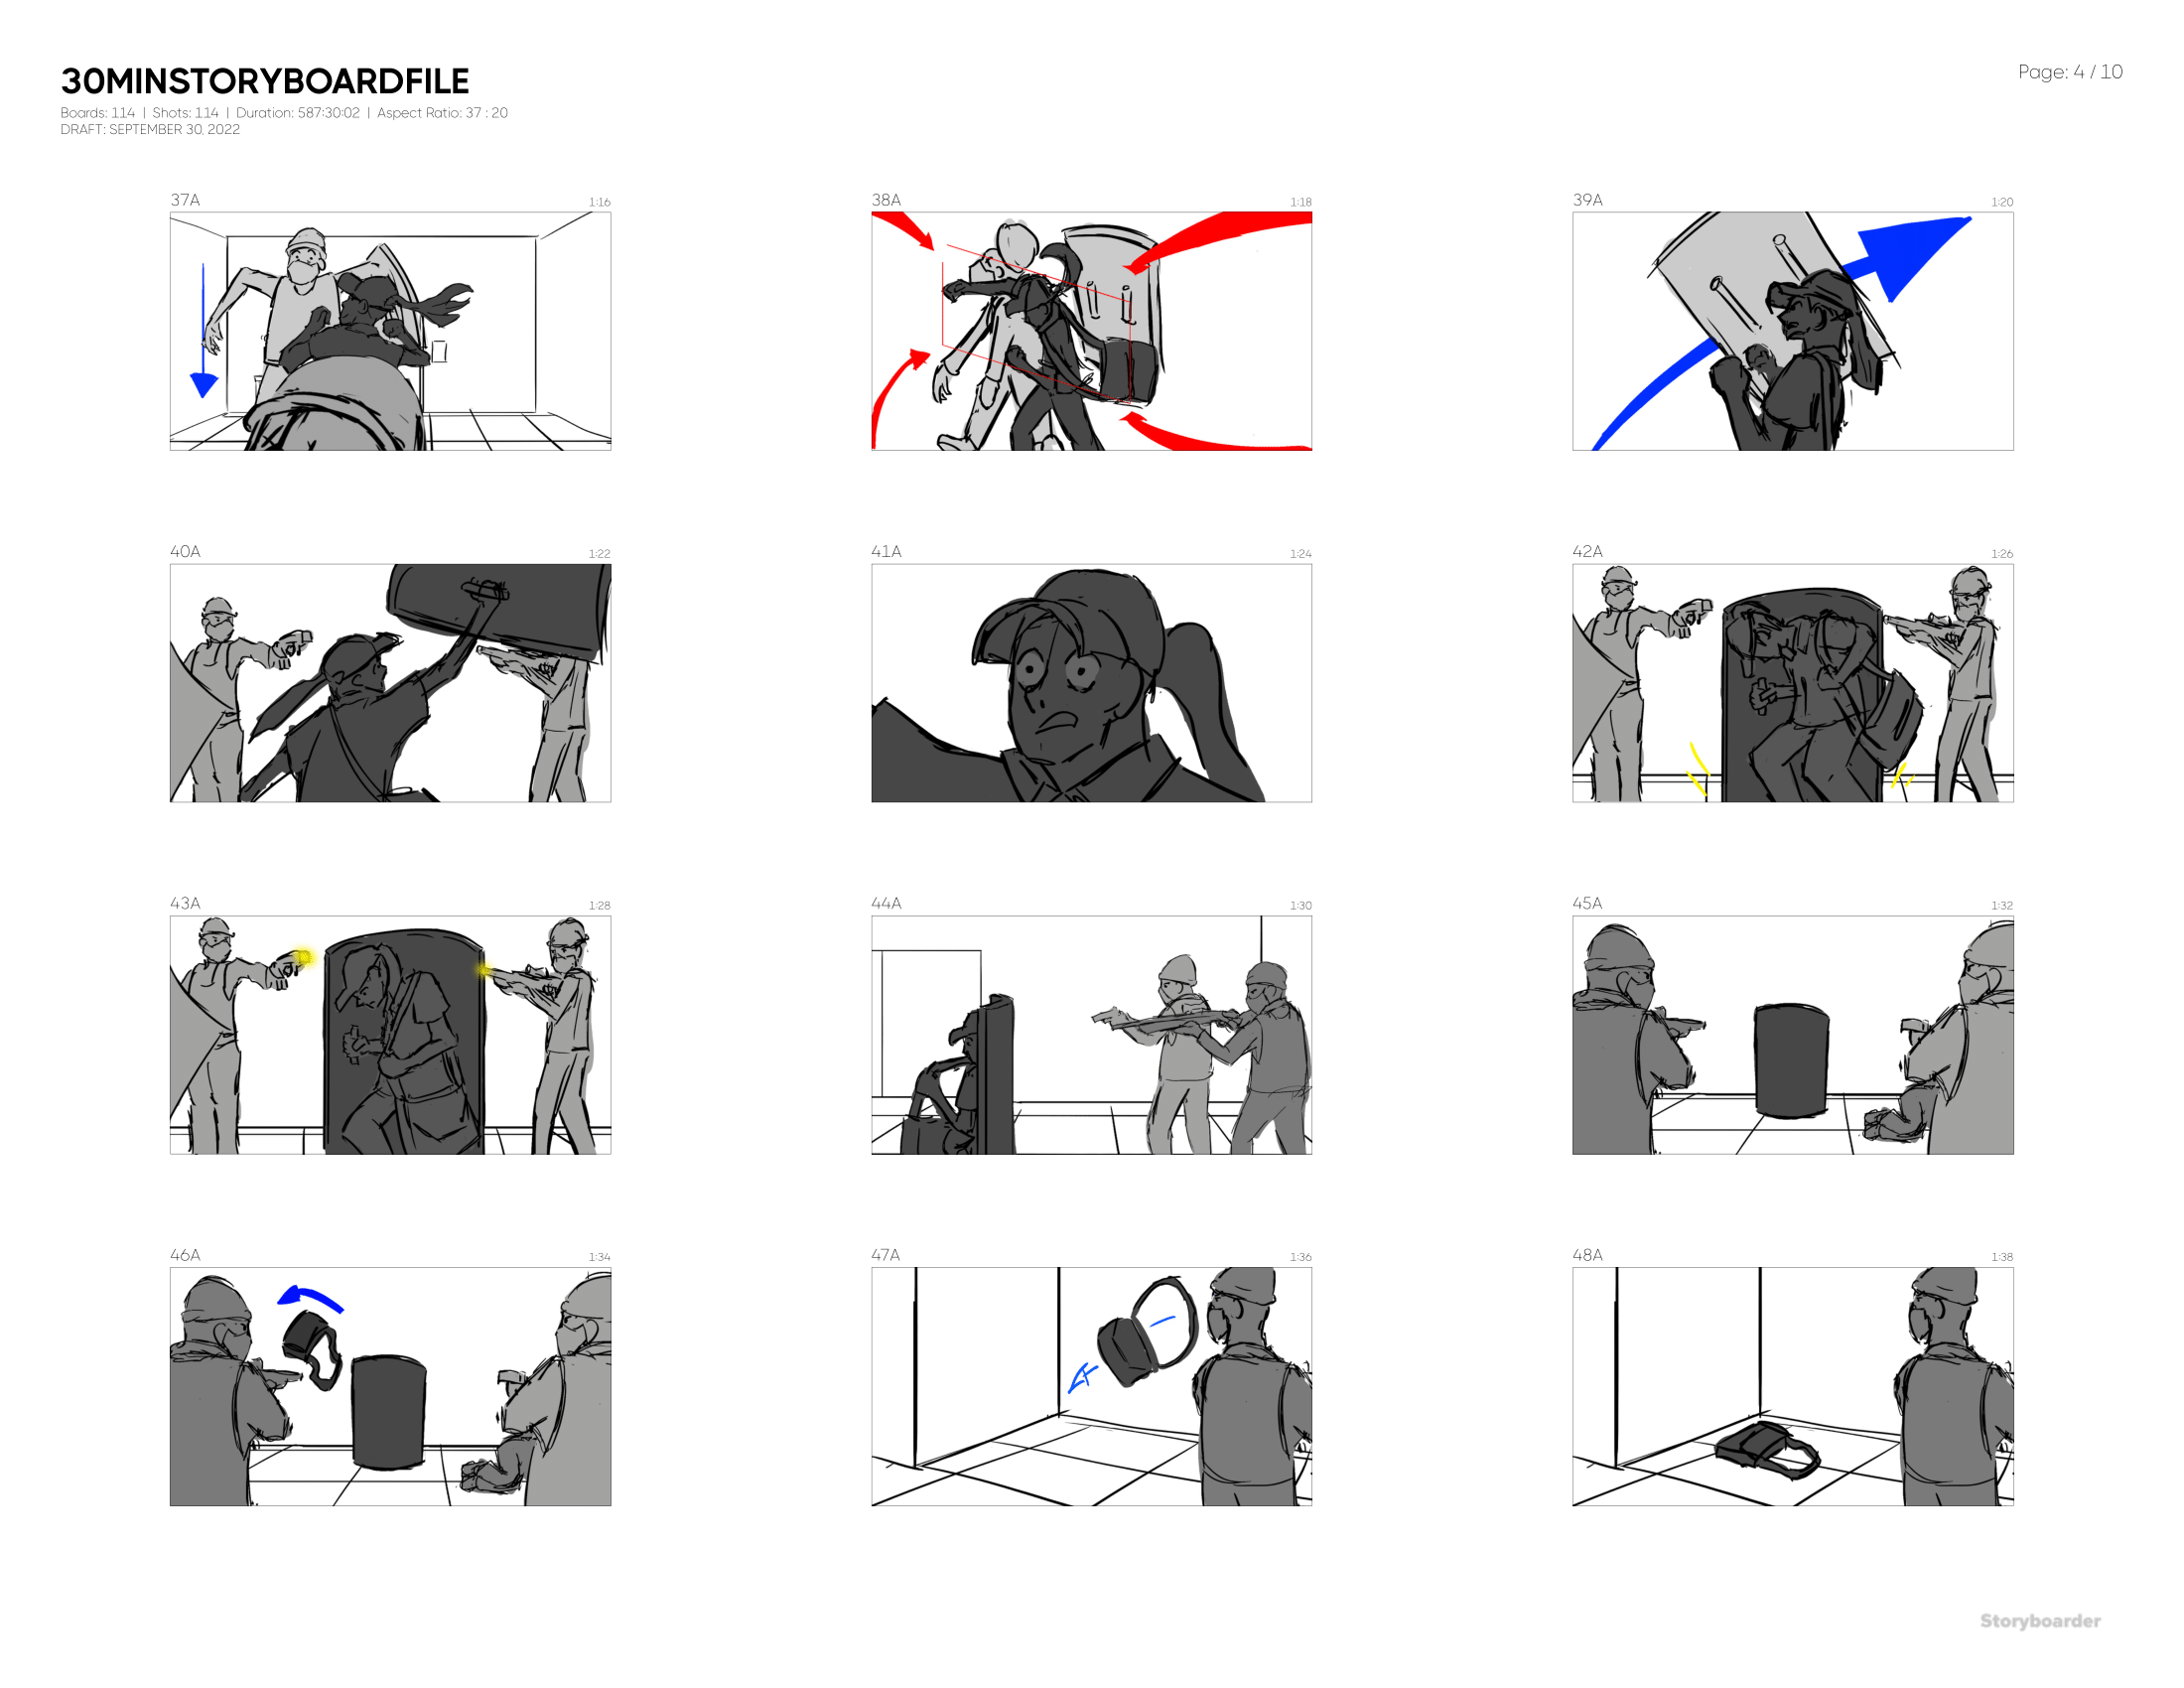 30MINSTORYBOARDFILE
Page: 4 / 10
Boards: 114 | Shots: 114 | Duration: 587:30:02 | Aspect Ratio: 37 : 20
DRAFT: SEPTEMBER 30, 2022
37A 1:16
38A 1:18
39A 1:20
40A 1:22
41A 1:24
42A 1:26
43A 1:28
44A 1:30
45A 1:32
46A 1:34
47A 1:36
48A 1:38
Storyboarder